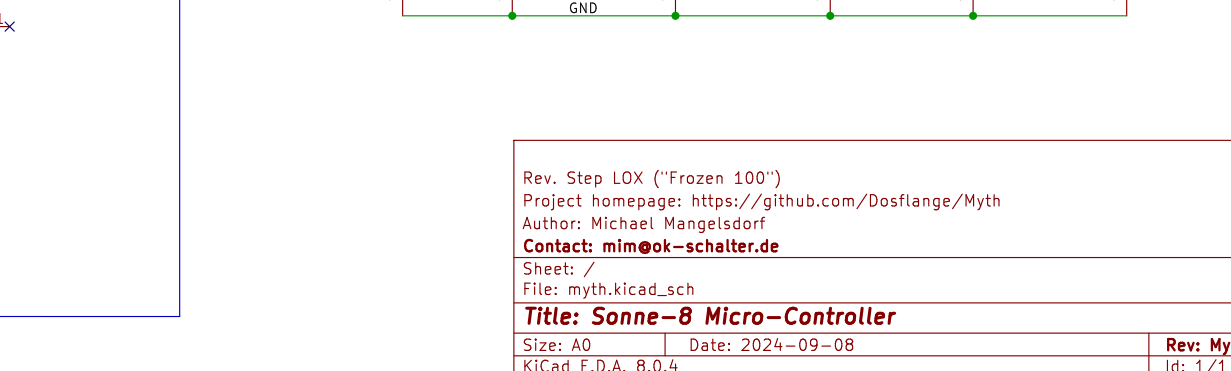 GND
Rev. Step LOX ("Frozen 100")
Project homepage: https://github.com/Dosflange/Myth
Author: Michael Mangelsdorf
Contact: mim@ok-schalter.de
Sheet: /
File: myth.kicad_sch
Title: Sonne-8 Micro-Controller
Size: A0 Date: 2024-09-08 Rev: My
KiCad E.D.A. 8.0.4 Id: 1/1